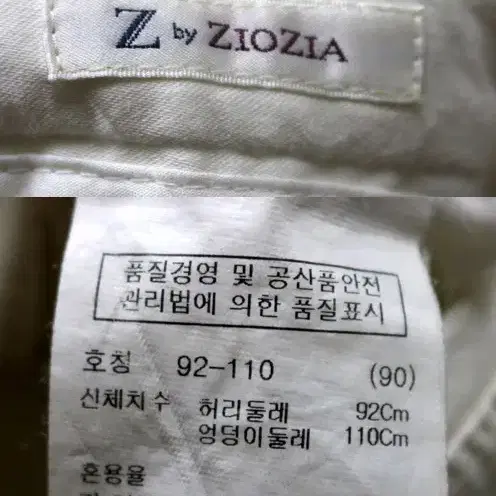 Z by ZIOZIA
품질경영 및 공산품안전
관리법에 의한 품질표시
호칭 92-110 (90)
신체치수 허리둘레 92Cm
엉덩이둘레 110Cm
혼용율